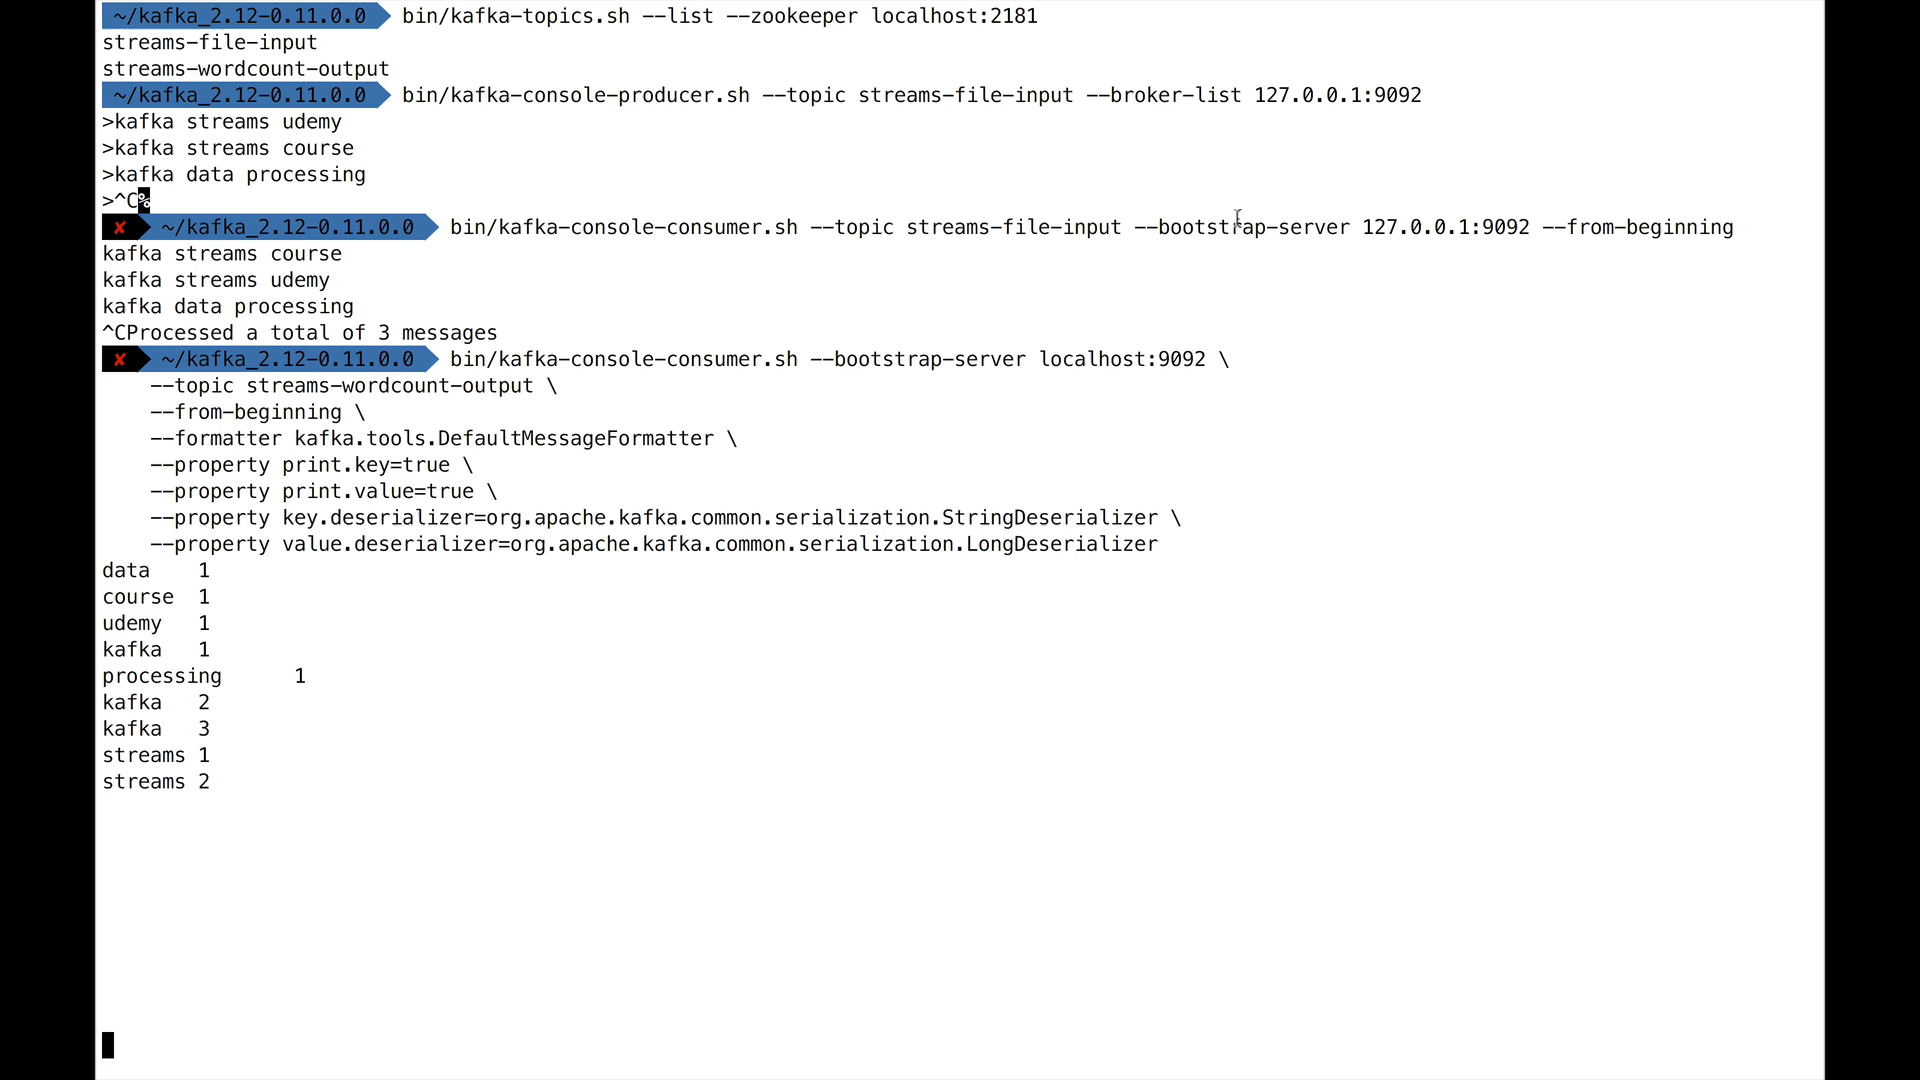 ~/kafka_2.12-0.11.0.0 bin/kafka-topics.sh --list --zookeeper localhost:2181
streams-file-input
streams-wordcount-output
~/kafka_2.12-0.11.0.0 bin/kafka-console-producer.sh --topic streams-file-input --broker-list 127.0.0.1:9092
>kafka streams udemy
>kafka streams course
>kafka data processing
>^C%
✘ ~/kafka_2.12-0.11.0.0 bin/kafka-console-consumer.sh --topic streams-file-input --bootstrap-server 127.0.0.1:9092 --from-beginning
kafka streams course
kafka streams udemy
kafka data processing
^CProcessed a total of 3 messages
✘ ~/kafka_2.12-0.11.0.0 bin/kafka-console-consumer.sh --bootstrap-server localhost:9092 \
--topic streams-wordcount-output \
--from-beginning \
--formatter kafka.tools.DefaultMessageFormatter \
--property print.key=true \
--property print.value=true \
--property key.deserializer=org.apache.kafka.common.serialization.StringDeserializer \
--property value.deserializer=org.apache.kafka.common.serialization.LongDeserializer
data 1
course 1
udemy 1
kafka 1
processing 1
kafka 2
kafka 3
streams 1
streams 2